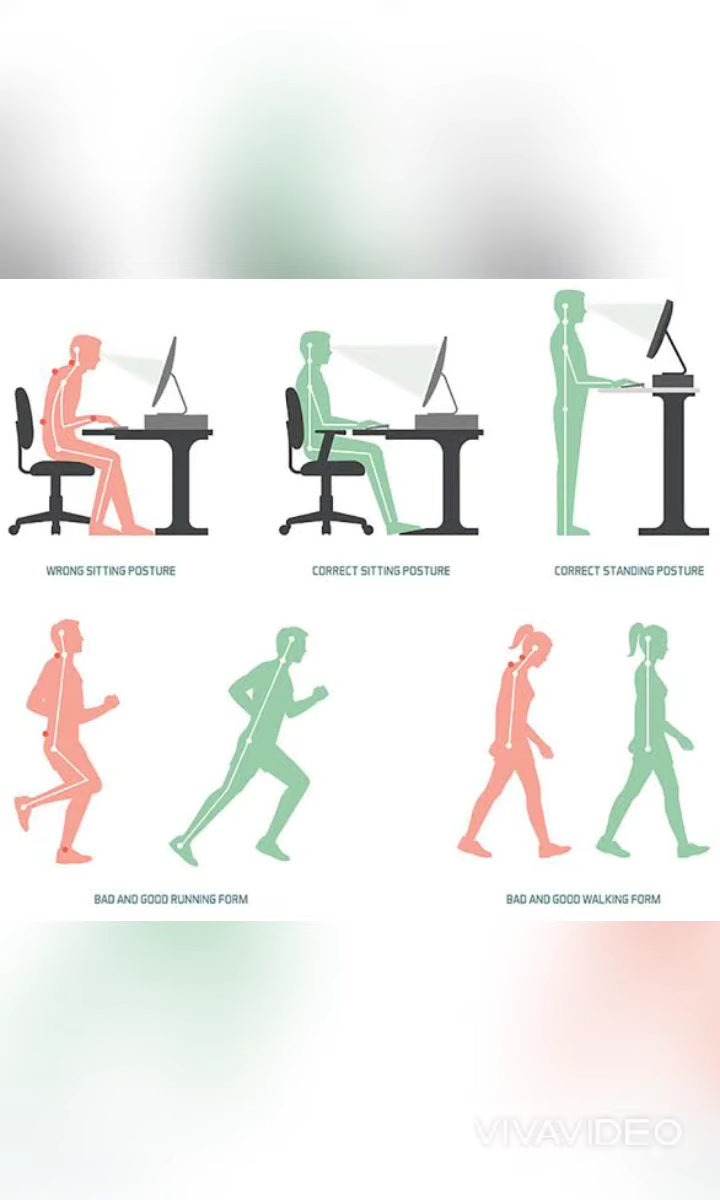 WRONG SITTING POSTURE
CORRECT SITTING POSTURE
CORRECT STANDING POSTURE
BAD AND GOOD RUNNING FORM
BAD AND GOOD WALKING FORM
VIVAVIDEO